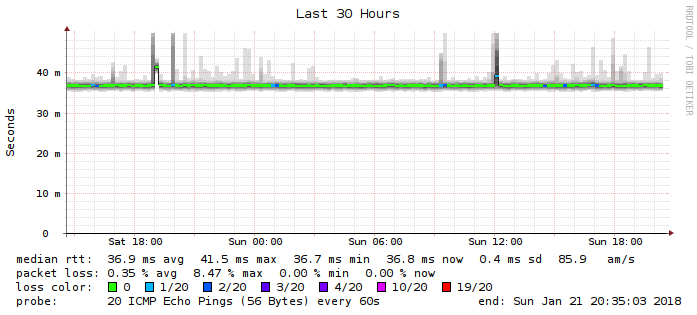 Last 30 Hours
RRDTOOL / TOBI OETIKER
Seconds
40 m
30 m
20 m
10 m
0
Sat 18:00 Sun 00:00 Sun 06:00 Sun 12:00 Sun 18:00
median rtt: 36.9 ms avg 41.5 ms max 36.7 ms min 36.8 ms now 0.4 ms sd 85.9 am/s
packet loss: 0.35 % avg 8.47 % max 0.00 % min 0.00 % now
loss color: 0 1/20 2/20 3/20 4/20 10/20 19/20
probe: 20 ICMP Echo Pings (56 Bytes) every 60s end: Sun Jan 21 20:35:03 2018